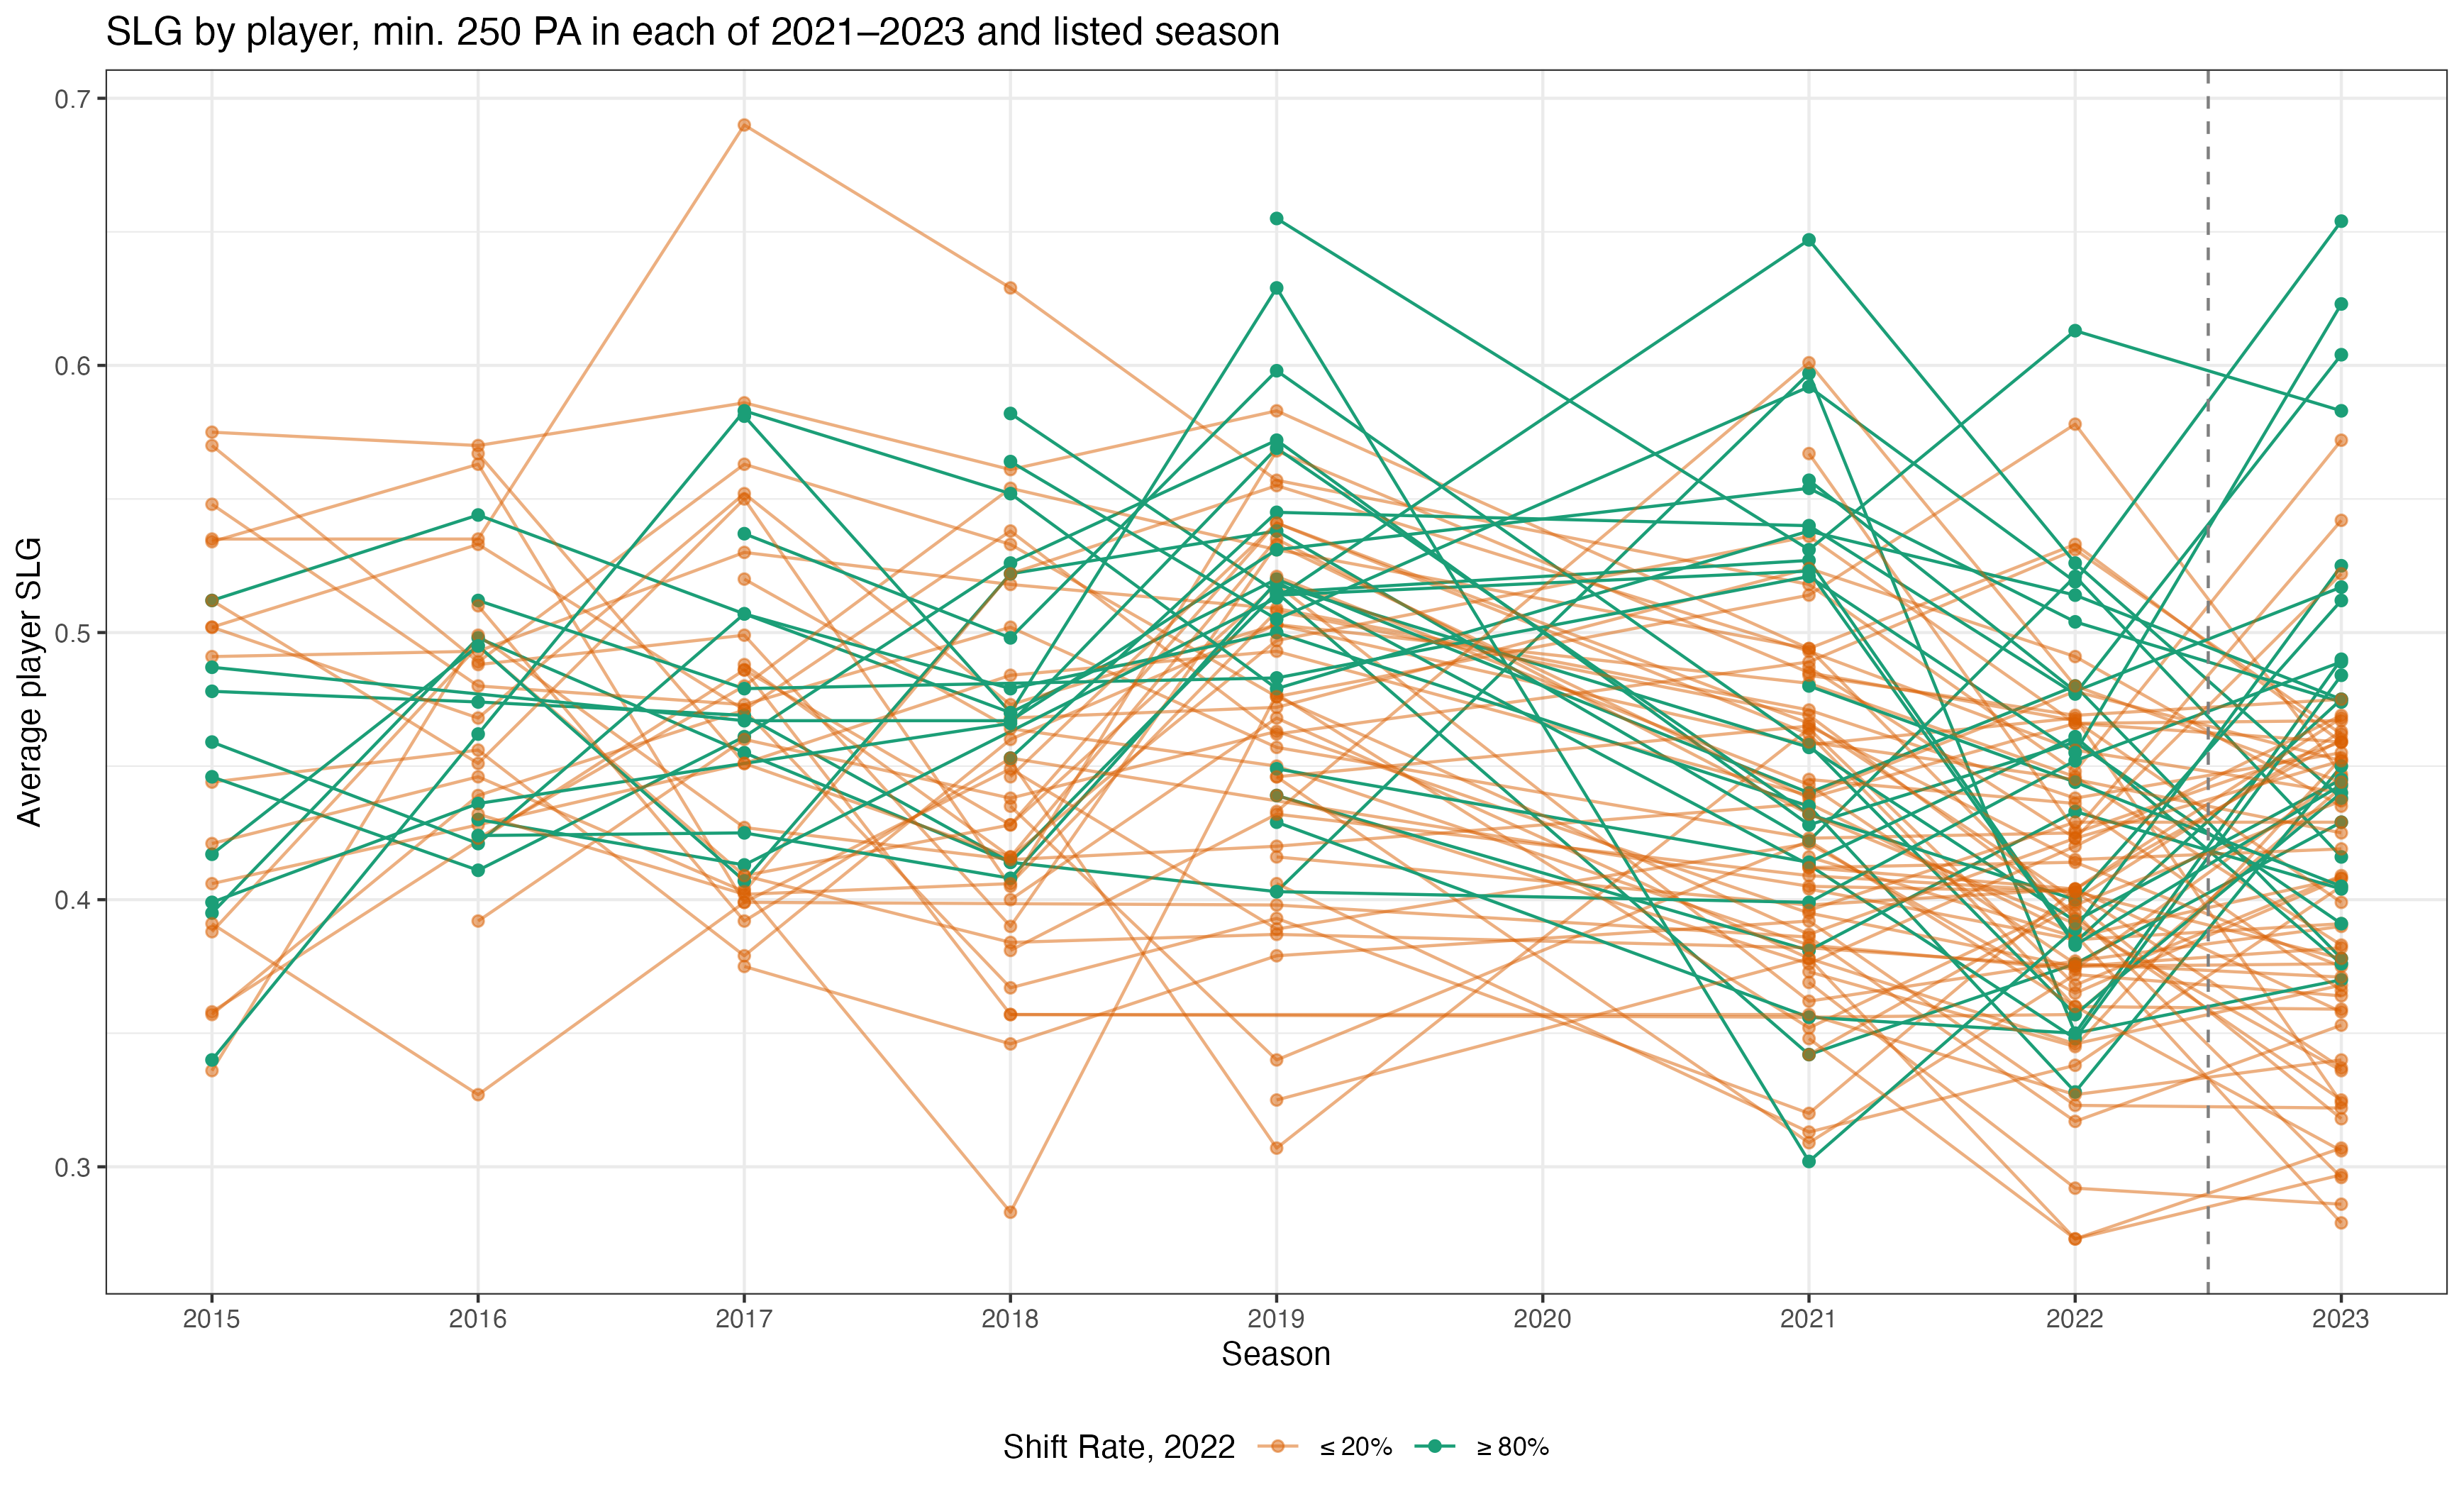 SLG by player, min. 250 PA in each of 2021–2023 and listed season
Average player SLG
0.7
0.6
0.5
0.4
0.3
2015 2016 2017 2018 2019 2020 2021 2022 2023
Season
Shift Rate, 2022 ≤ 20% ≥ 80%